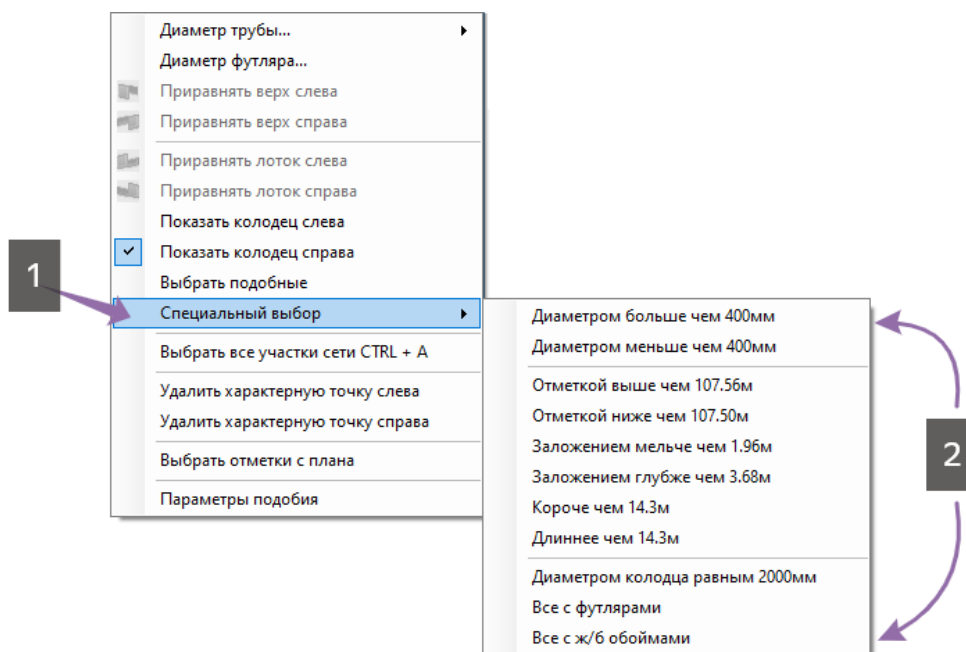 Диаметр трубы...
Диаметр футляра...
Приравнять верх слева
Приравнять верх справа
Приравнять лоток слева
Приравнять лоток справа
Показать колодец слева
Показать колодец справа
Выбрать подобные
1
Специальный выбор
Выбрать все участки сети CTRL + A
Удалить характерную точку слева
Удалить характерную точку справа
Выбрать отметки с плана
Параметры подобия
Диаметром больше чем 400мм
Диаметром меньше чем 400мм
Отметкой выше чем 107.56м
Отметкой ниже чем 107.50м
Заложением мельче чем 1.96м
Заложением глубже чем 3.68м
Короче чем 14.3м
Длиннее чем 14.3м
Диаметром колодца равным 2000мм
Все с футлярами
Все с ж/б обоймами
2